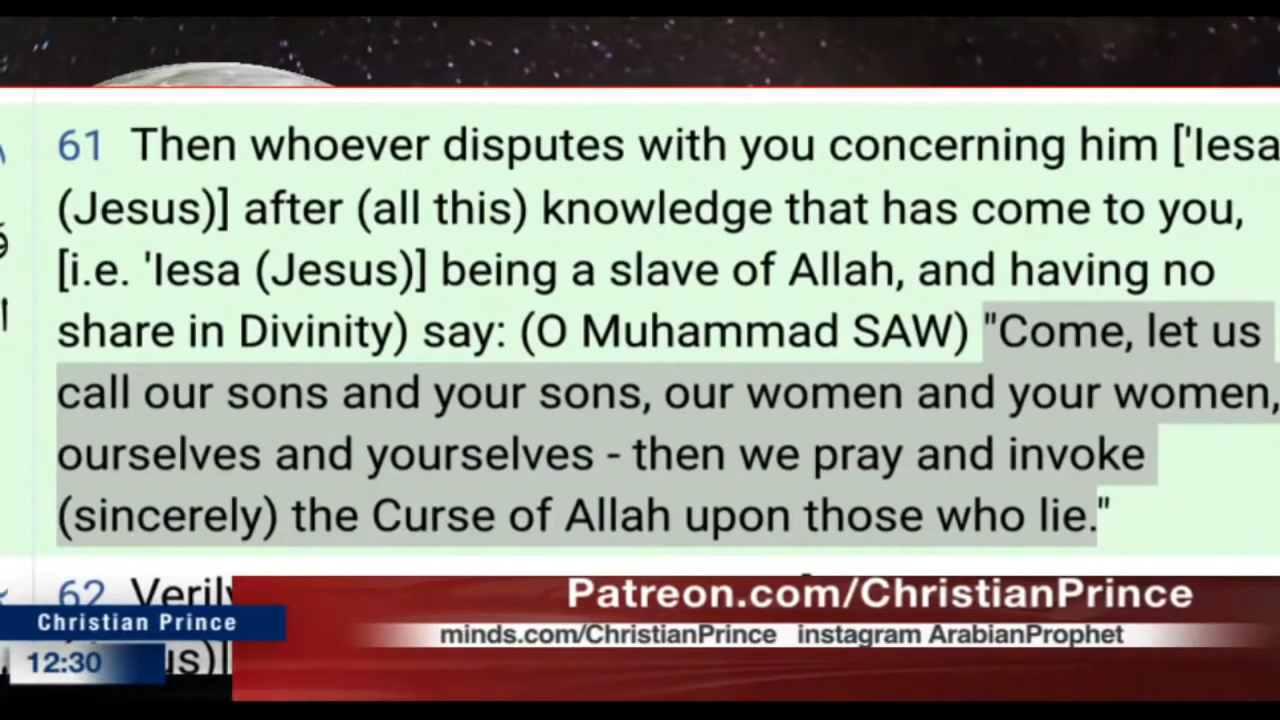 61 Then whoever disputes with you concerning him ['Iesa
(Jesus)] after (all this) knowledge that has come to you,
[i.e. 'Iesa (Jesus)] being a slave of Allah, and having no
share in Divinity) say: (O Muhammad SAW) "Come, let us
call our sons and your sons, our women and your women,
ourselves and yourselves - then we pray and invoke
(sincerely) the Curse of Allah upon those who lie."
62 Verily
Patreon.com/ChristianPrince
Christian Prince
minds.com/ChristianPrince instagram ArabianProphet
12:30
us)]